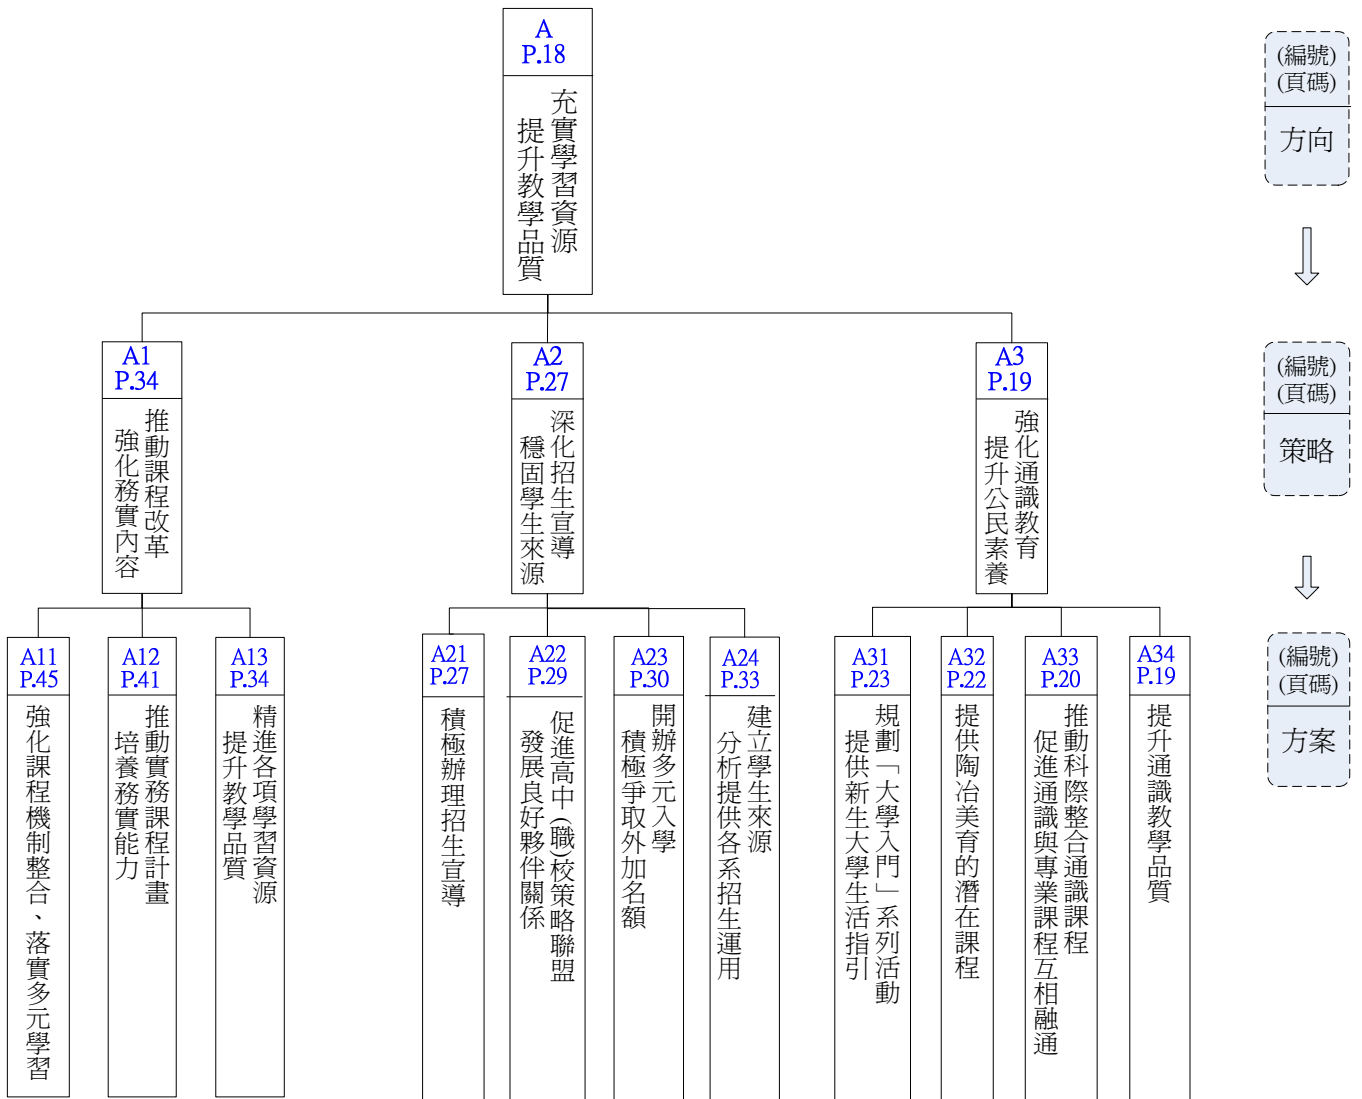 A
P.18
充實學習資源
提升教學品質
(編號)
(頁碼)
方向
A1
P.34
推動課程改革
強化務實內容
A2
P.27
深化招生宣導
穩固學生來源
A3
P.19
強化通識教育
提升公民素養
(編號)
(頁碼)
策略
A11
P.45
強化課程機制整合、落實多元學習
A12
P.41
推動實務課程計畫
培養務實能力
A13
P.34
精進各項學習資源
提升教學品質
A21
P.27
積極辦理招生宣導
A22
P.29
促進高中(職)校策略聯盟
發展良好夥伴關係
A23
P.30
開辦多元入學
積極爭取外加名額
A24
P.33
建立學生來源
分析提供各系招生運用
A31
P.23
規劃「大學入門」系列活動
提供新生大學生活指引
A32
P.22
提供陶冶美育的潛在課程
A33
P.20
推動科際整合通識課程
促進通識與專業課程互相融通
A34
P.19
提升通識教學品質
(編號)
(頁碼)
方案